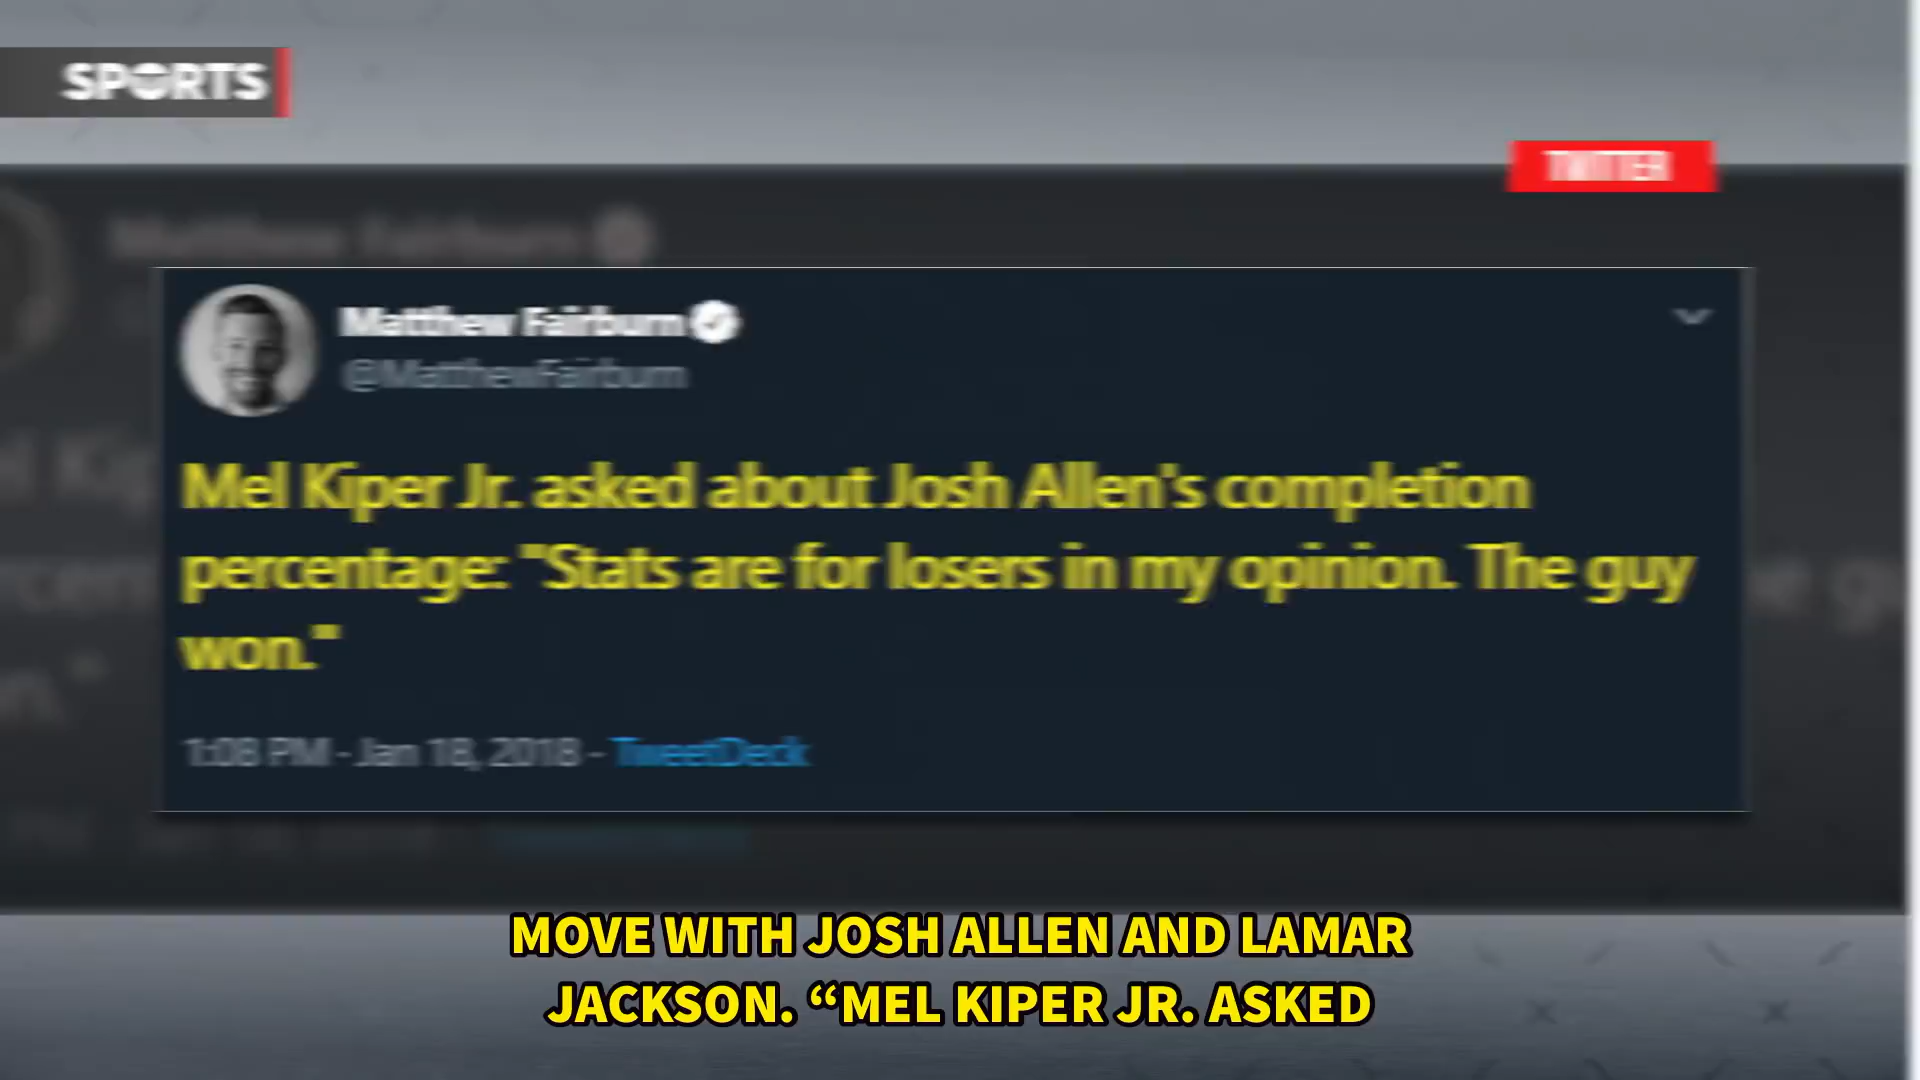 SPORTS
TWITTER
Matthew Fairburn
Matthew Fairburn
@MatthewFairburn
Mel Kiper Jr. asked about Josh Allen's completion
percentage: "Stats are for losers in my opinion. The guy
won."
1:08 PM - Jan 18, 2018 - TweetDeck
MOVE WITH JOSH ALLEN AND LAMAR
JACKSON. “MEL KIPER JR. ASKED